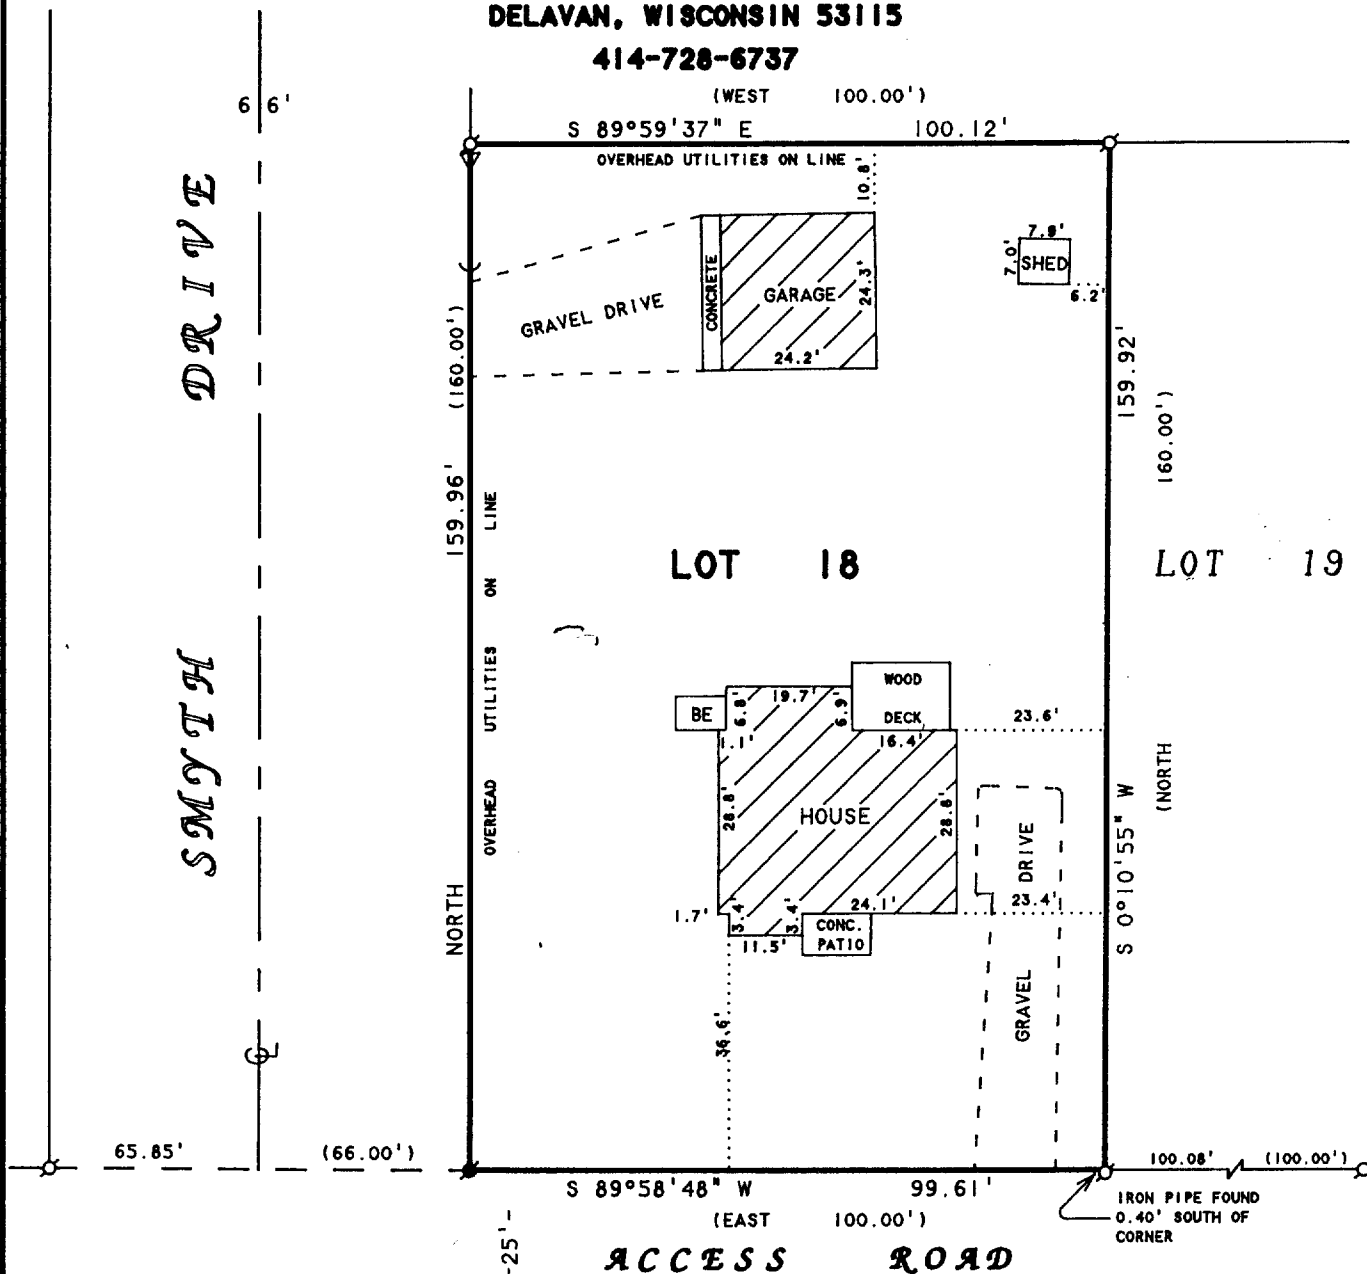 DELAVAN, WISCONSIN 53115
414-728-6737
(WEST 100.00')
S 89°59'37" E 100.12'
66'
OVERHEAD UTILITIES ON LINE
10.8'
SMYTH DRIVE
GRAVEL DRIVE
CONCRETE
GARAGE
24.3'
24.2'
7.0'
SHED
6.2'
159.96' (160.00')
NORTH
OVERHEAD UTILITIES ON LINE
159.92'
160.00')
(NORTH
S 0°10'55" W
LOT 18
LOT 19
BE
6.8'
19.7'
6.9'
WOOD
DECK
1.1'
16.4'
23.6'
28.8'
HOUSE
28.8'
GRAVEL DRIVE
1.7'
3.4'
11.5'
3.4'
24.1'
23.4'
CONC.
PATIO
36.6'
65.85' (66.00')
S 89°58'48" W 99.61'
(EAST 100.00')
100.08' (100.00')
IRON PIPE FOUND
0.40' SOUTH OF
CORNER
25'
ACCESS ROAD